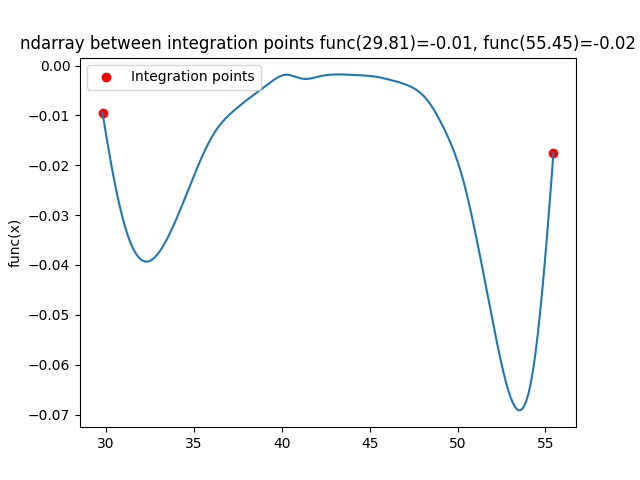 ndarray between integration points func(29.81)=-0.01, func(55.45)=-0.02
Integration points
func(x)
0.00
−0.01
−0.02
−0.03
−0.04
−0.05
−0.06
−0.07
30 35 40 45 50 55